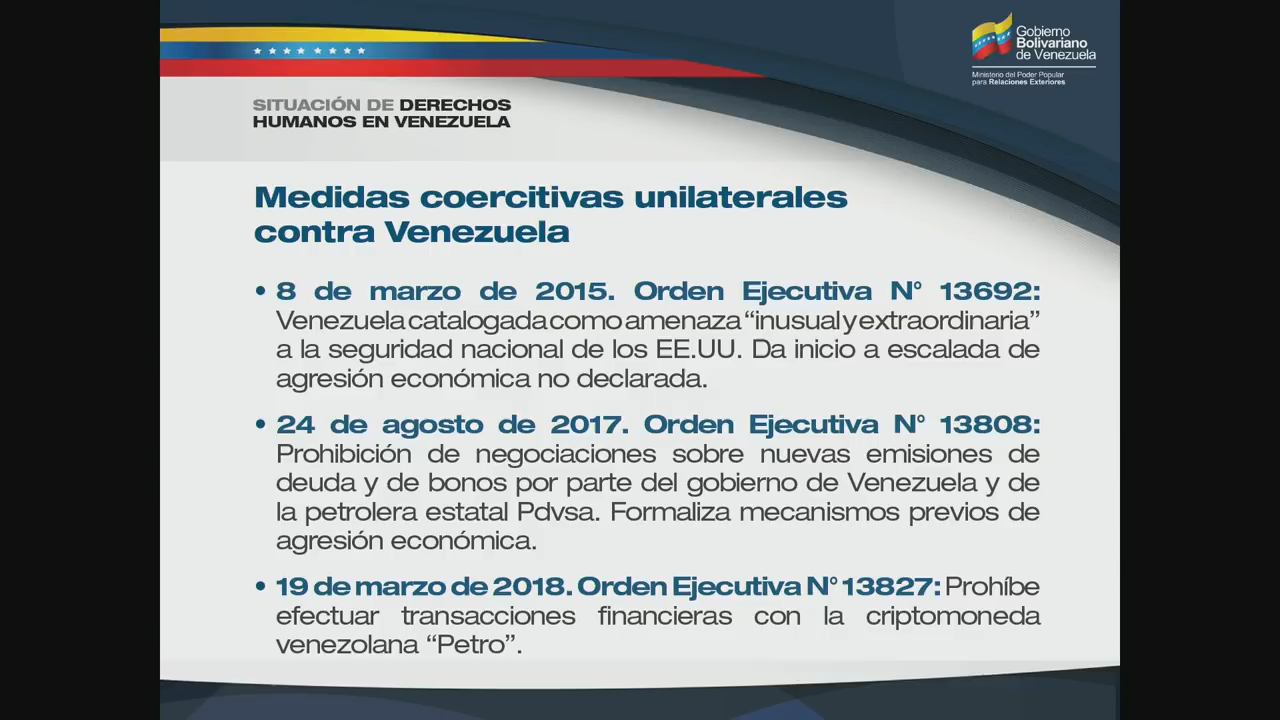 Gobierno
Bolivariano
de Venezuela
Ministerio del Poder Popular
para Relaciones Exteriores
SITUACIÓN DE DERECHOS
HUMANOS EN VENEZUELA
Medidas coercitivas unilaterales
contra Venezuela
• 8 de marzo de 2015. Orden Ejecutiva N° 13692:
Venezuela catalogada como amenaza “inusual y extraordinaria”
a la seguridad nacional de los EE.UU. Da inicio a escalada de
agresión económica no declarada.
• 24 de agosto de 2017. Orden Ejecutiva N° 13808:
Prohibición de negociaciones sobre nuevas emisiones de
deuda y de bonos por parte del gobierno de Venezuela y de
la petrolera estatal Pdvsa. Formaliza mecanismos previos de
agresión económica.
• 19 de marzo de 2018. Orden Ejecutiva N° 13827: Prohíbe
efectuar transacciones financieras con la criptomoneda
venezolana “Petro”.